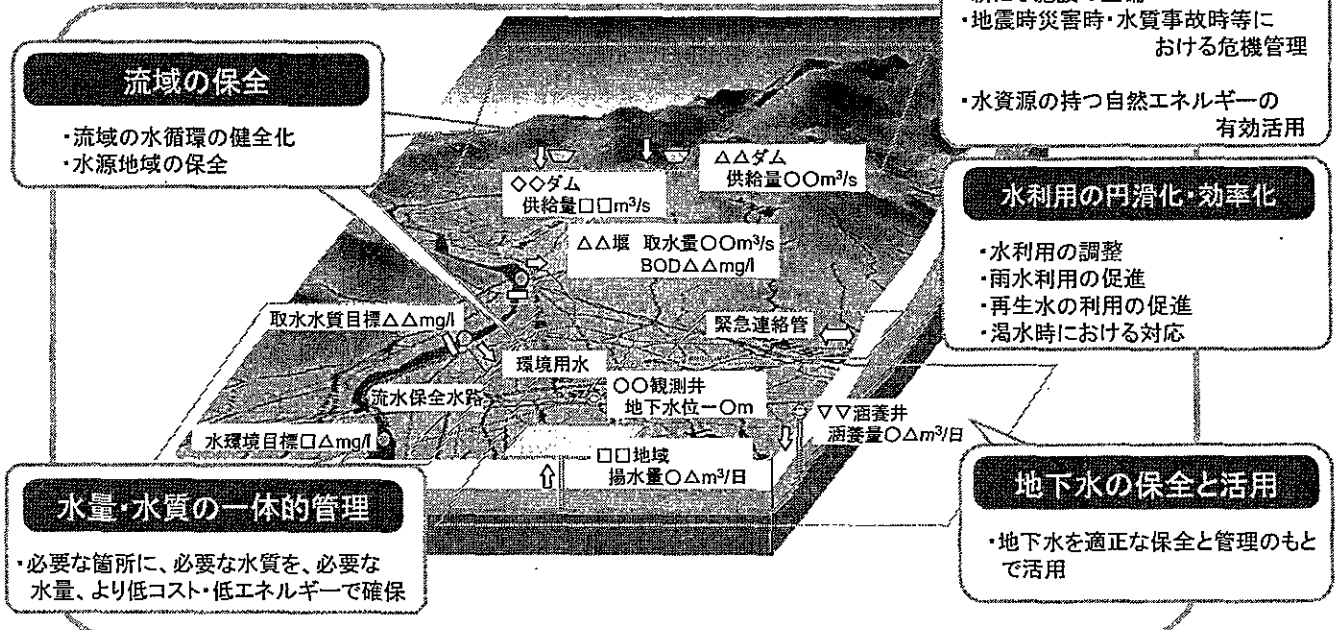 ・地震時災害時・水質事故時等に
おける危機管理
・水資源の持つ自然エネルギーの
有効活用
流域の保全
・流域の水循環の健全化
・水源地域の保全
△△ダム
供給量○○m³/s
◇◇ダム
供給量□□m³/s
△△堰 取水量○○m³/s
BOD△△mg/l
水利用の円滑化・効率化
・水利用の調整
・雨水利用の促進
・再生水の利用の促進
・渇水時における対応
取水水質目標△△mg/l
緊急連絡管
環境用水
流水保全水路
○○観測井
地下水位ー○m
▽▽涵養井
涵養量○△m³/日
水環境目標□△mg/l
□□地域
揚水量○△m³/日
水量・水質の一体的管理
・必要な箇所に、必要な水質を、必要な
水量、より低コスト・低エネルギーで確保
地下水の保全と活用
・地下水を適正な保全と管理のもと
で活用